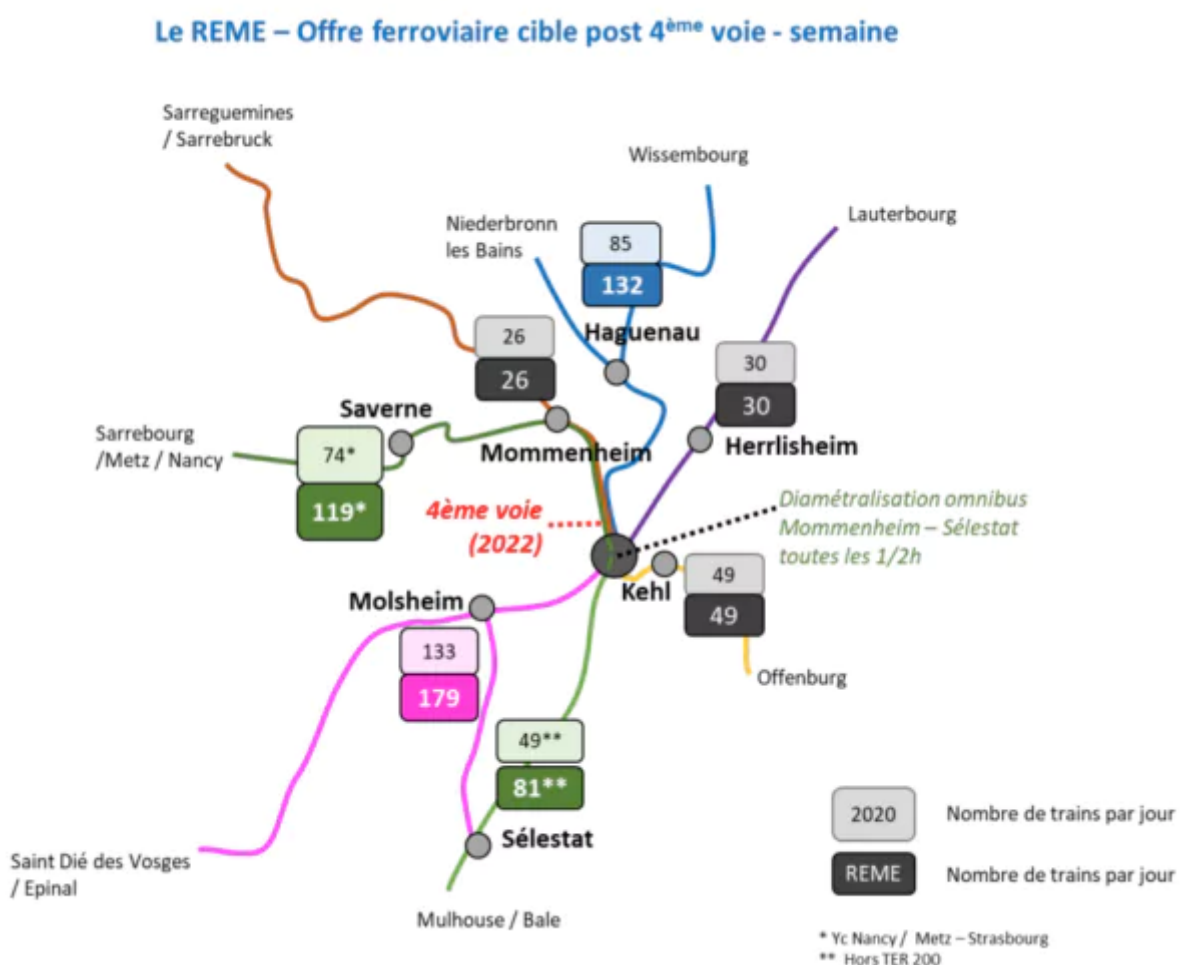 Le REME – Offre ferroviaire cible post 4ème voie - semaine
Sarreguemines
/ Sarrebruck
Wissembourg
Niederbronn
les Bains
Lauterbourg
85
132
Haguenau
26
26
30
30
Saverne
Sarrebourg
/Metz / Nancy
74*
119*
Mommenheim
Herrlisheim
4ème voie
(2022)
Diamétralisation omnibus
Mommenheim – Sélestat
toutes les 1/2h
Kehl
49
49
Offenburg
Molsheim
133
179
49**
81**
Sélestat
Saint Dié des Vosges
/ Epinal
Mulhouse / Bale
2020 Nombre de trains par jour
REME Nombre de trains par jour
* Yc Nancy / Metz – Strasbourg
** Hors TER 200